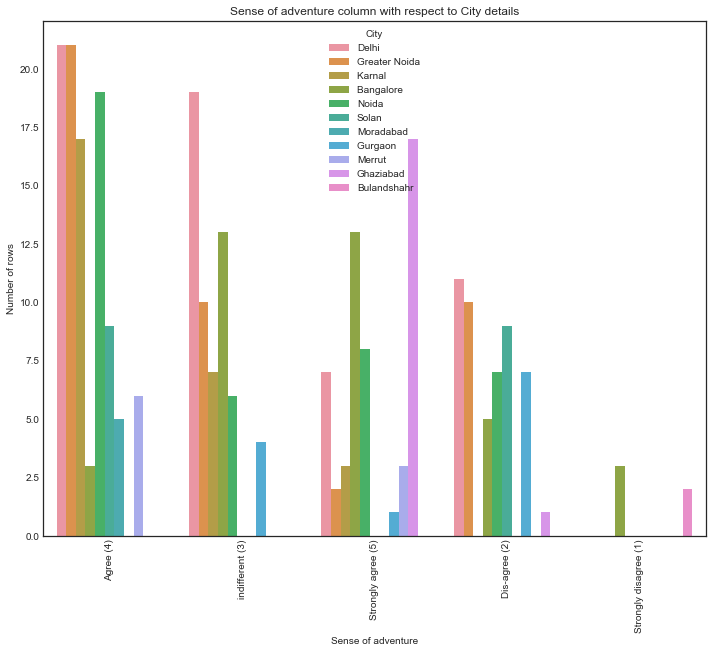 Sense of adventure column with respect to City details
City
Delhi
Greater Noida
Karnal
Bangalore
Noida
Solan
Moradabad
Gurgaon
Merrut
Ghaziabad
Bulandshahr
Number of rows
20.0
17.5
15.0
12.5
10.0
7.5
5.0
2.5
0.0
Agree (4)
indifferent (3)
Strongly agree (5)
Dis-agree (2)
Strongly disagree (1)
Sense of adventure